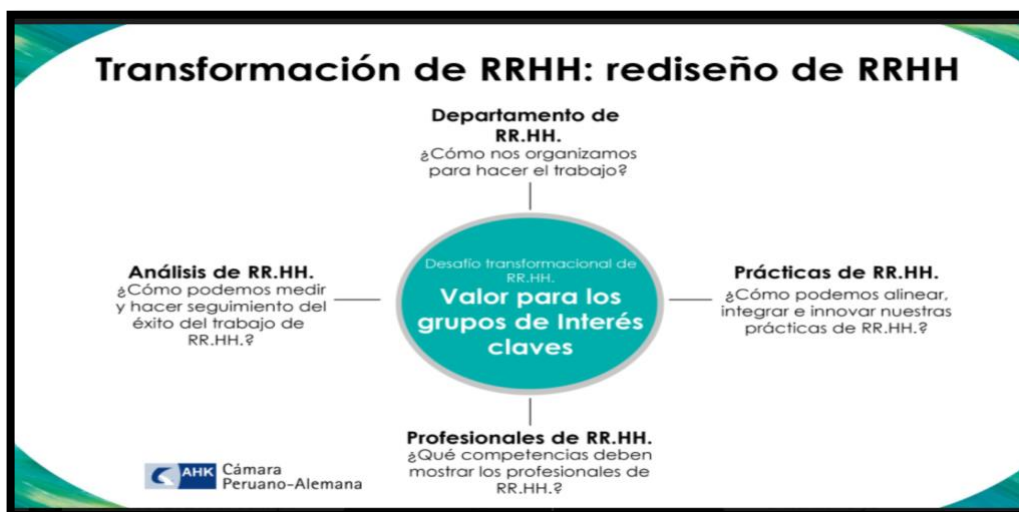 Transformación de RRHH: rediseño de RRHH
Departamento de
RR.HH.
¿Cómo nos organizamos
para hacer el trabajo?
Análisis de RR.HH.
¿Cómo podemos medir
y hacer seguimiento del
éxito del trabajo de
RR.HH.?
Desafío transformacional de
RR.HH.
Valor para los
grupos de Interés
claves
Prácticas de RR.HH.
¿Cómo podemos alinear,
integrar e innovar nuestras
prácticas de RR.HH.?
Profesionales de RR.HH.
¿Qué competencias deben
mostrar los profesionales de
RR.HH.?
AHK Cámara
Peruano-Alemana